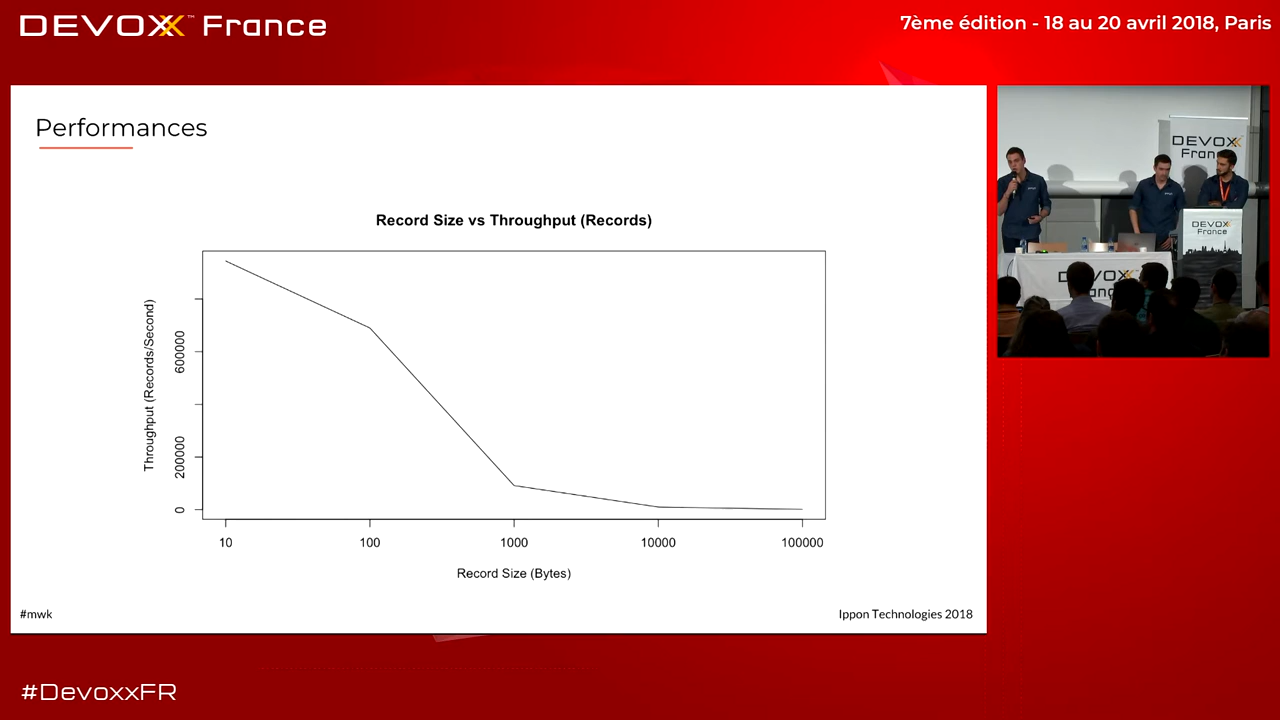 DEVOXX™ France
7ème édition - 18 au 20 avril 2018, Paris
Performances
Record Size vs Throughput (Records)
Throughput (Records/Second)
600000
200000
0
10
100
1000
10000
100000
Record Size (Bytes)
#mwk
Ippon Technologies 2018
DEVOXX
France
DEVOXX
France
DEVOXX
#DevoxxFR